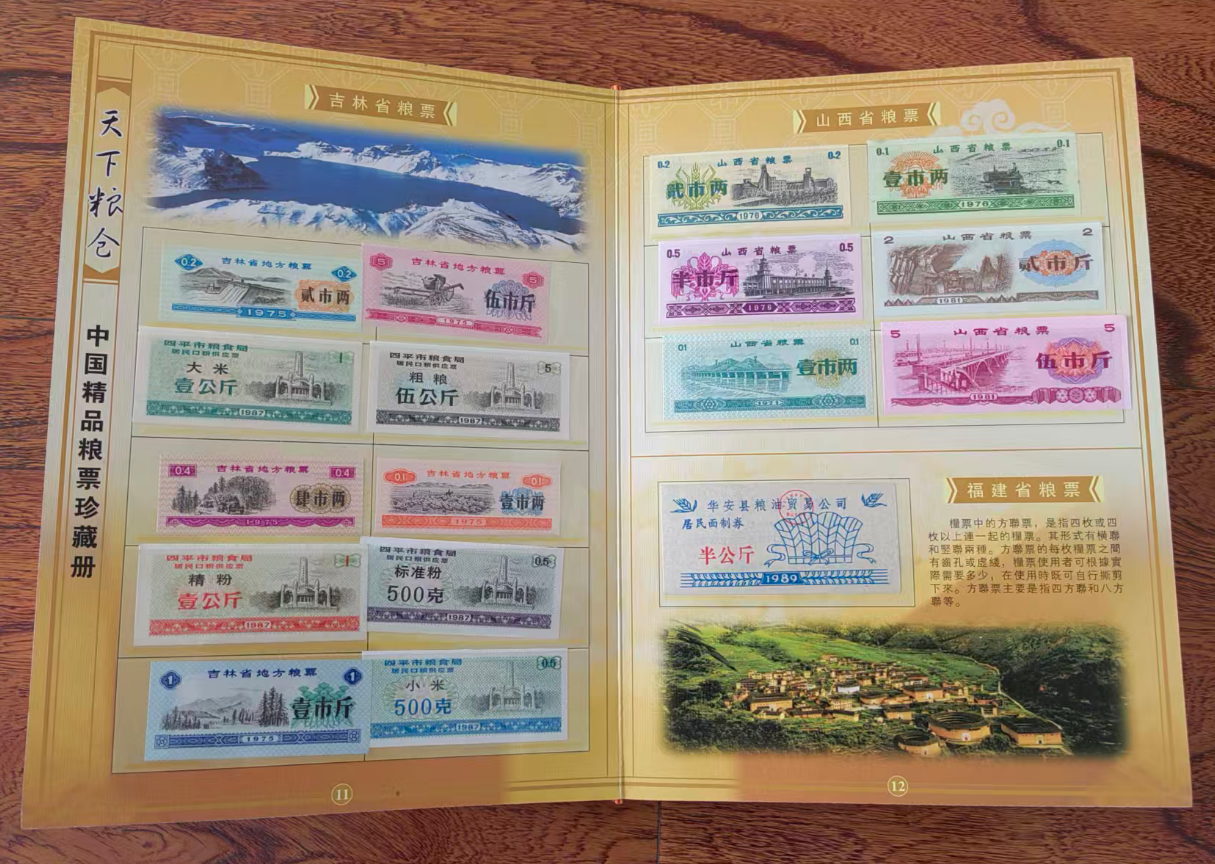 天下粮仓
中国精品粮票珍藏册
吉林省粮票
0.2 吉林省地方粮票 0.2
贰市两
1975
5 吉林省地方粮票 5
伍市斤
四平市粮食局 1
居民口粮供应票
大米
壹公斤
1987
四平市粮食局 5
居民口粮供应票
粗粮
伍公斤
1987
0.4 吉林省地方粮票 0.4
肆市两
1975
0.1 吉林省地方粮票 0.1
壹市两
1975
四平市粮食局 1
居民口粮供应票
精粉
壹公斤
1987
四平市粮食局 0.5
居民口粮供应票
标准粉
500克
1987
1 吉林省地方粮票 1
壹市斤
1975
四平市粮食局 0.5
居民口粮供应票
小米
500克
1987
11
山西省粮票
0.2 山西省粮票 0.2
贰市两
1976
0.1 山西省粮票 0.1
壹市两
1976
0.5 山西省粮票 0.5
半市斤
1976
2 山西省粮票 2
贰市斤
1981
01 山西省粮票 01
壹市两
5 山西省粮票 5
伍市斤
1981
华安县粮油贸易公司
居民面制券
半公斤
1989
福建省粮票
糧票中的方聯票，是指四枚或四
枚以上連一起的糧票。其形式有橫聯
和竪聯兩種。方聯票的每枚糧票之間
有齒孔或虛綫，糧票使用者可根據實
際需要多少，在使用時既可自行撕剪
下來。方聯票主要是指四方聯和八方
聯等。
12